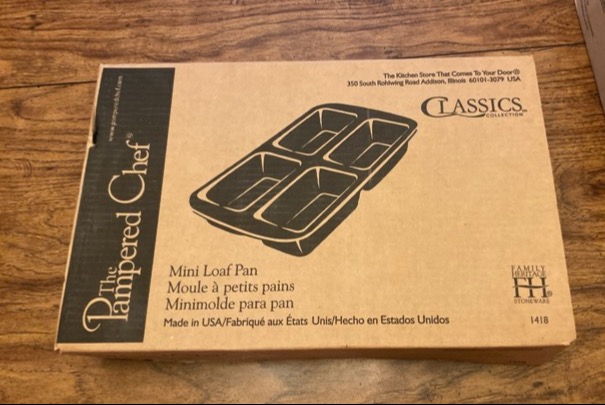 The Kitchen Store That Comes To Your Door®
350 South Rohlwing Road Addison, Illinois 60101-3079 USA
CLASSICS
COLLECTION™
www.pamperedchef.com
The
Pampered Chef®
Mini Loaf Pan
Moule à petits pains
Minimolde para pan
Made in USA/Fabriqué aux États Unis/Hecho en Estados Unidos
FAMILY
HERITAGE
FH®
STONEWARE
1418